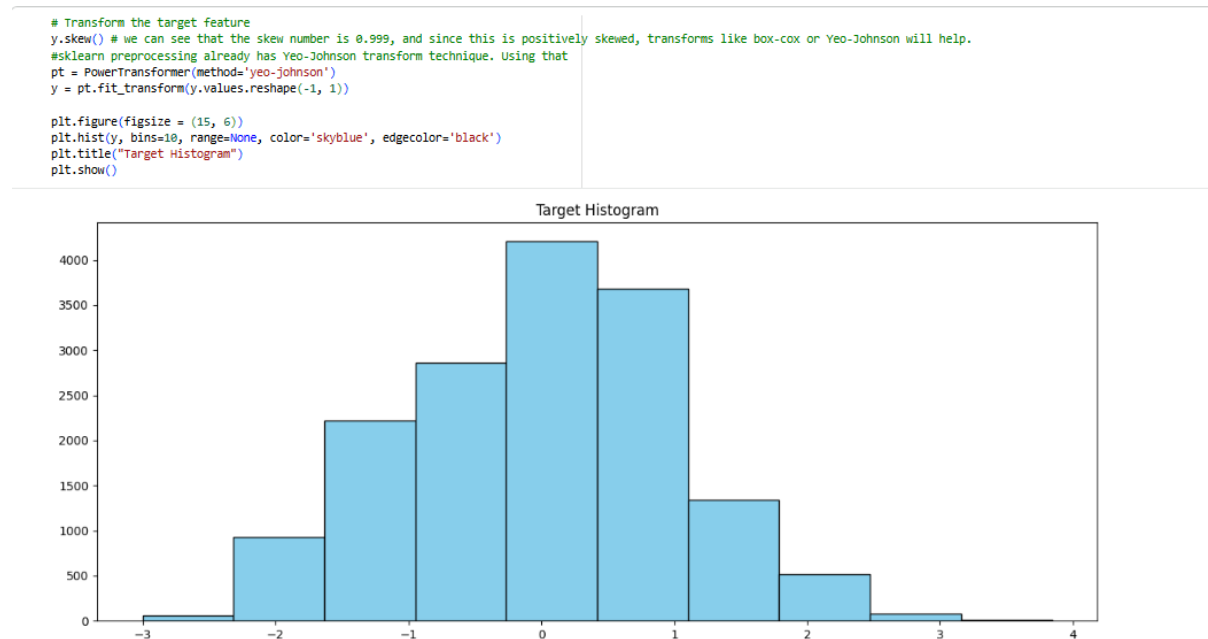 # Transform the target feature
y.skew() # we can see that the skew number is 0.999, and since this is positively skewed, transforms like box-cox or Yeo-Johnson will help.
#sklearn preprocessing already has Yeo-Johnson transform technique. Using that
pt = PowerTransformer(method='yeo-johnson')
y = pt.fit_transform(y.values.reshape(-1, 1))
plt.figure(figsize = (15, 6))
plt.hist(y, bins=10, range=None, color='skyblue', edgecolor='black')
plt.title("Target Histogram")
plt.show()
Target Histogram
4000
3500
3000
2500
2000
1500
1000
500
0
−3 −2 −1 0 1 2 3 4